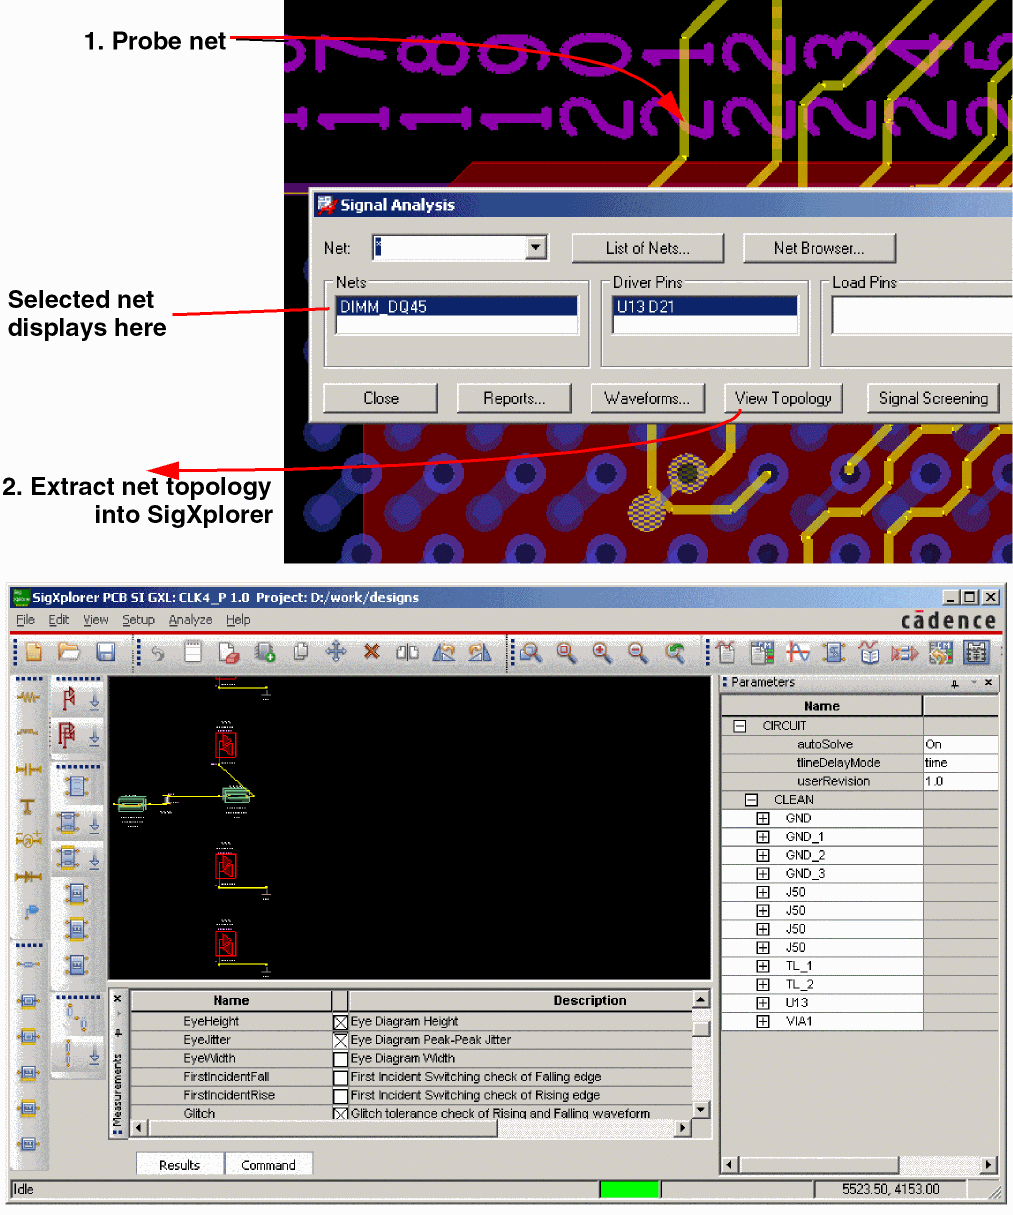 1. Probe net
Signal Analysis
Net:
*
List of Nets...
Net Browser...
Nets
Driver Pins
Load Pins
DIMM_DQ45
U13 D21
Selected net
displays here
Close
Reports...
Waveforms...
View Topology
Signal Screening
2. Extract net topology
into SigXplorer
SigXplorer PCB SI GXL: CLK4_P 1.0 Project: D:/work/designs
File Edit View Setup Analyze Help
cādence
Parameters
Name
CIRCUIT
autoSolve On
tlineDelayMode time
userRevision 1.0
CLEAN
GND
GND_1
GND_2
GND_3
J50
J50
J50
J50
TL_1
TL_2
U13
VIA1
Measurements
Name Description
EyeHeight Eye Diagram Height
EyeJitter Eye Diagram Peak-Peak Jitter
EyeWidth Eye Diagram Width
FirstIncidentFall First Incident Switching check of Falling edge
FirstIncidentRise First Incident Switching check of Rising edge
Glitch Glitch tolerance check of Rising and Falling waveform
Results
Command
Idle
5523.50, 4153.00